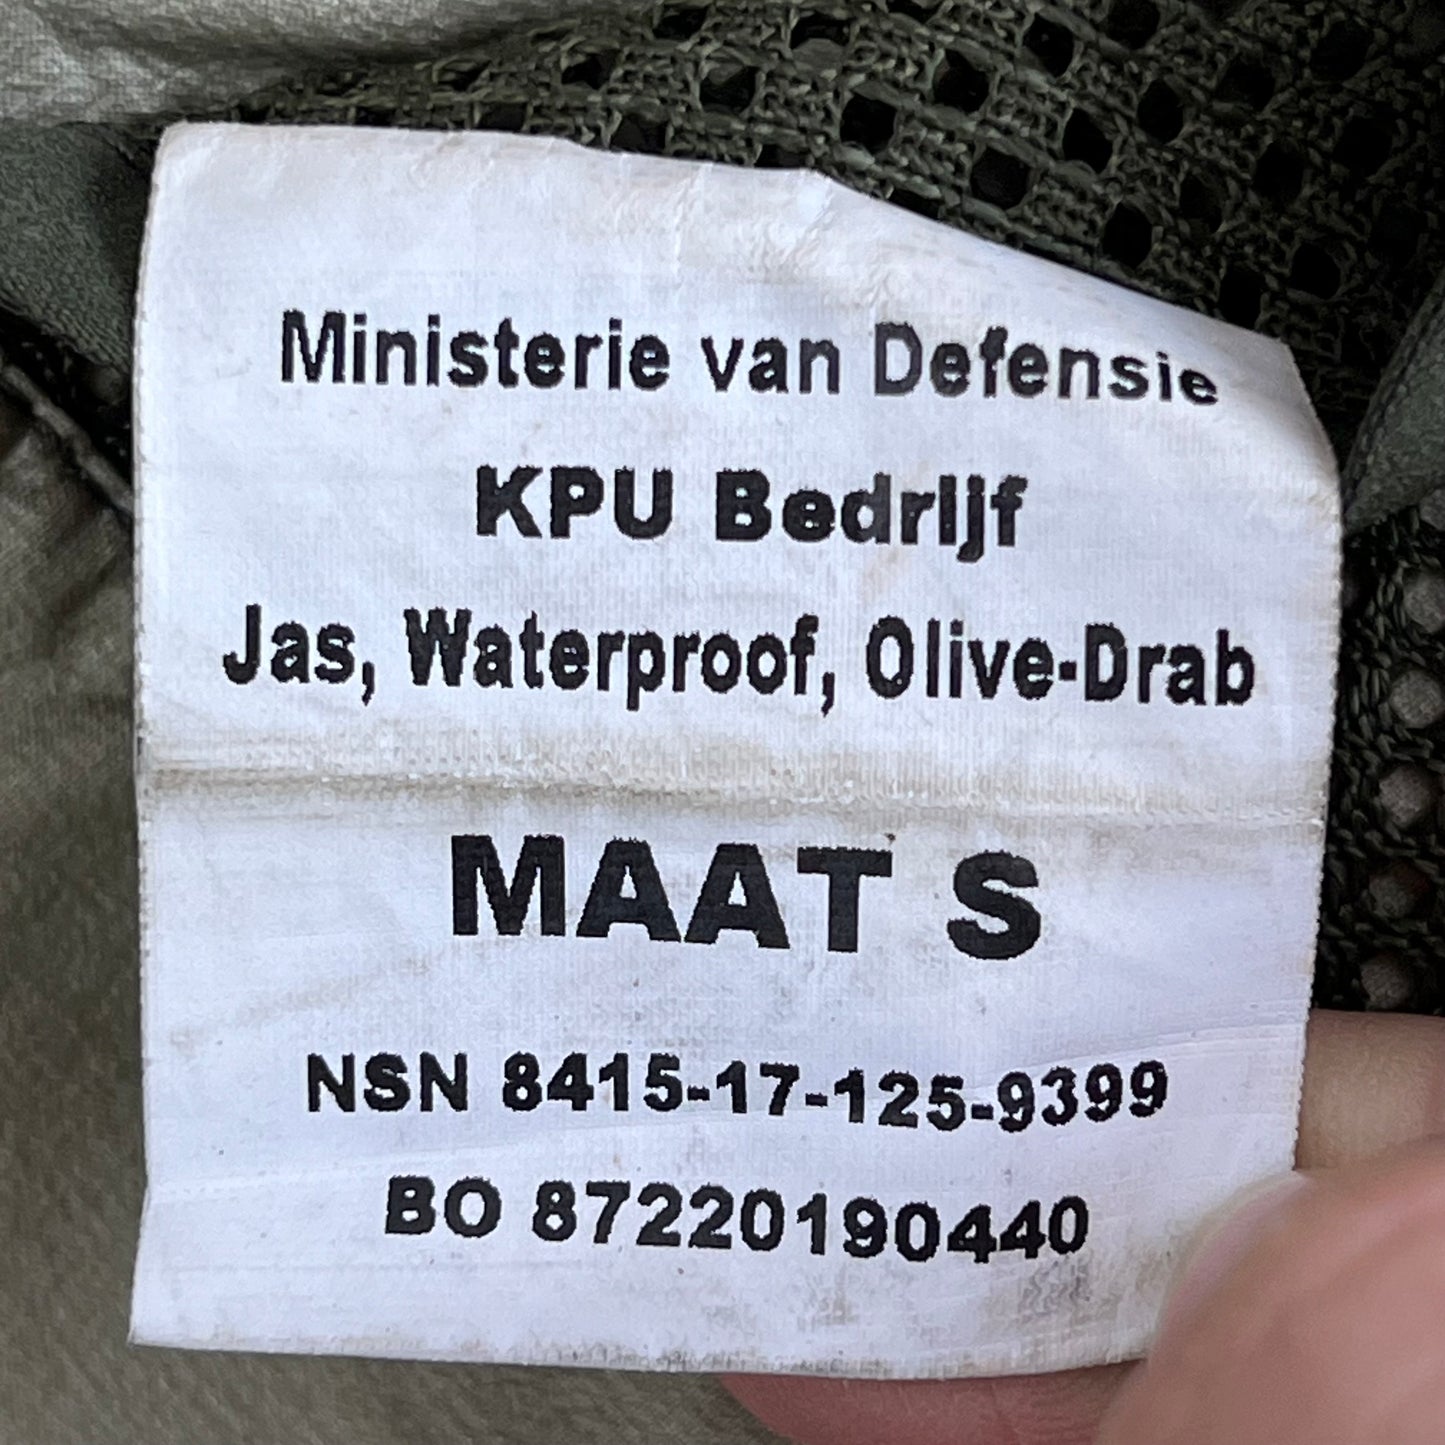 Ministerie van Defensie
KPU Bedrijf
Jas, Waterproof, Olive-Drab
MAAT S
NSN 8415-17-125-9399
BO 87220190440